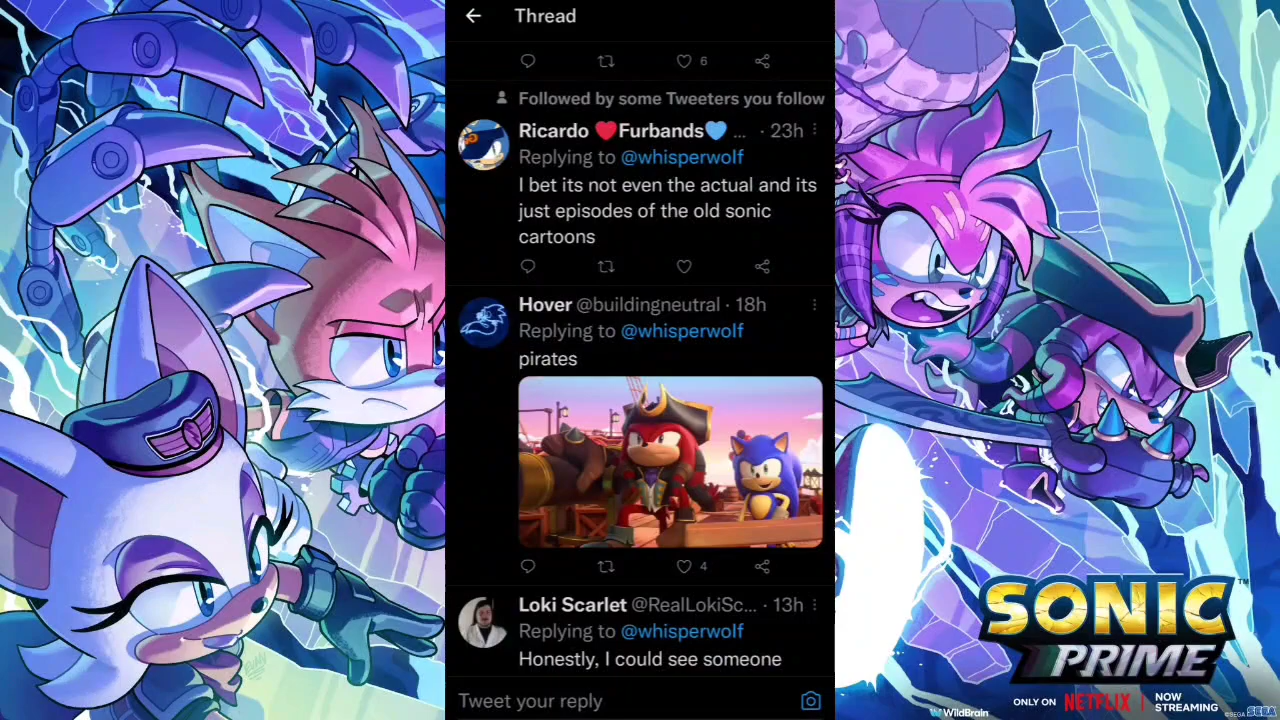 Thread
6
Followed by some Tweeters you follow
Ricardo ❤️Furbands💙 ... · 23h
Replying to @whisperwolf
I bet its not even the actual and its
just episodes of the old sonic
cartoons
Hover @buildingneutral · 18h
Replying to @whisperwolf
pirates
4
Loki Scarlet @RealLokiSc... · 13h
Replying to @whisperwolf
Honestly, I could see someone
Tweet your reply
SONIC™
PRIME
ONLY ON NETFLIX | NOW STREAMING
WildBrain ©SEGA SEGA